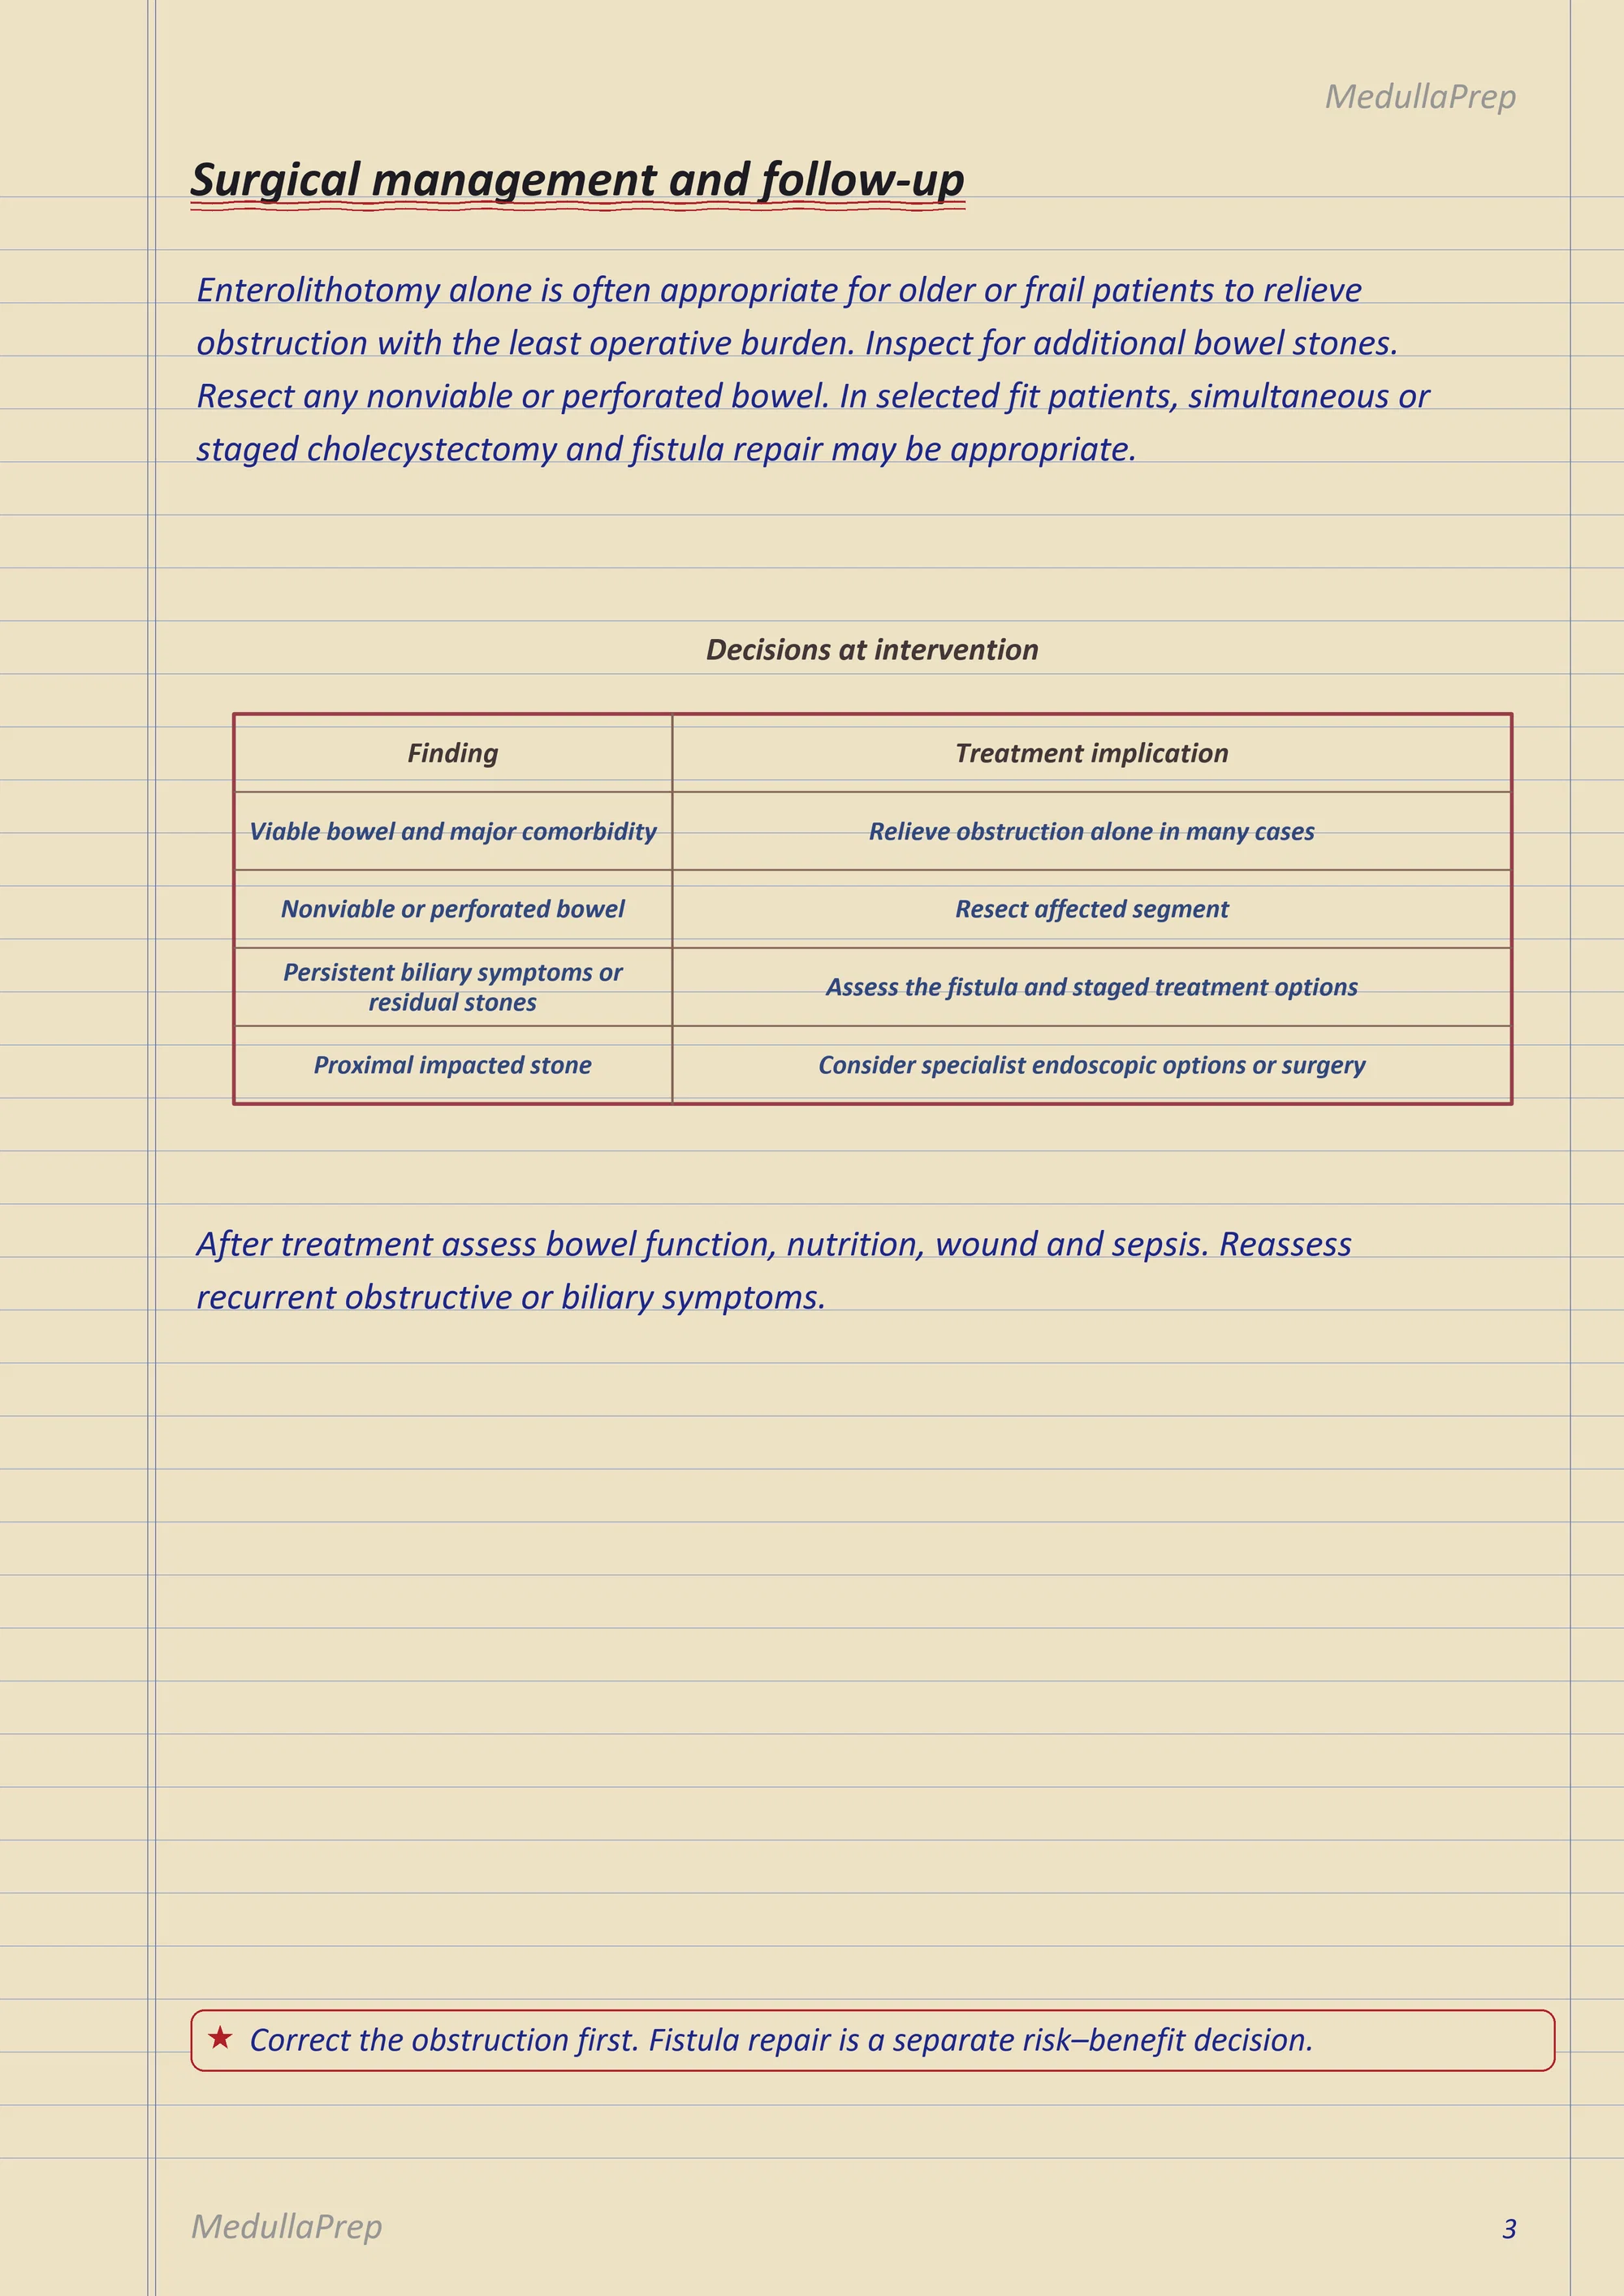 MedullaPrep
Surgical management and follow-up
Enterolithotomy alone is often appropriate for older or frail patients to relieve
obstruction with the least operative burden. Inspect for additional bowel stones.
Resect any nonviable or perforated bowel. In selected fit patients, simultaneous or
staged cholecystectomy and fistula repair may be appropriate.
Decisions at intervention
Finding Treatment implication
Viable bowel and major comorbidity Relieve obstruction alone in many cases
Nonviable or perforated bowel Resect affected segment
Persistent biliary symptoms or
residual stones Assess the fistula and staged treatment options
Proximal impacted stone Consider specialist endoscopic options or surgery
After treatment assess bowel function, nutrition, wound and sepsis. Reassess
recurrent obstructive or biliary symptoms.
★ Correct the obstruction first. Fistula repair is a separate risk–benefit decision.
MedullaPrep 3